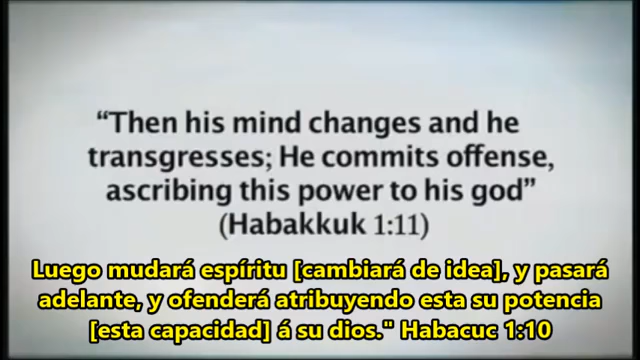 “Then his mind changes and he
transgresses; He commits offense,
ascribing this power to his god”
(Habakkuk 1:11)
Luego mudará espíritu [cambiará de idea], y pasará
adelante, y ofenderá atribuyendo esta su potencia
[esta capacidad] á su dios." Habacuc 1:10